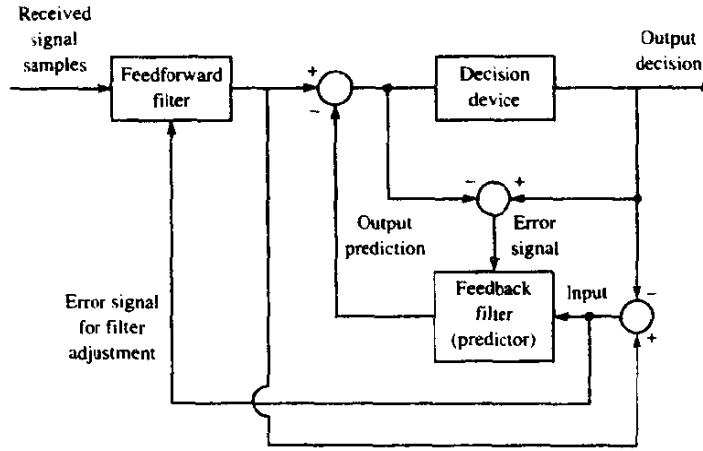 Received
signal
samples
Feedforward
filter
+
−
Decision
device
Output
decision
−
+
Output
prediction
Error
signal
Feedback
filter
(predictor)
Input
−
+
Error signal
for filter
adjustment